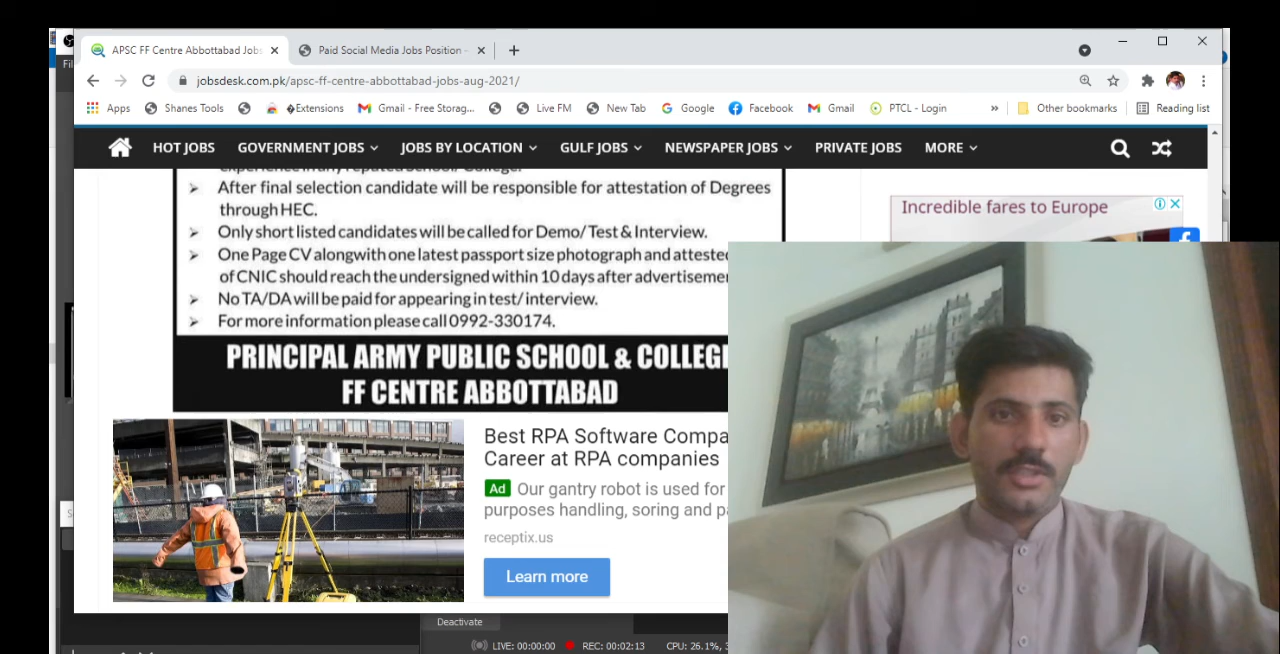 APSC FF Centre Abbottabad Jobs
Paid Social Media Jobs Position -
jobsdesk.com.pk/apsc-ff-centre-abbottabad-jobs-aug-2021/
Apps Shanes Tools �Extensions Gmail - Free Storag... Live FM New Tab Google Facebook Gmail PTCL - Login » Other bookmarks Reading list
HOT JOBS GOVERNMENT JOBS JOBS BY LOCATION GULF JOBS NEWSPAPER JOBS PRIVATE JOBS MORE
experience in any reputed School/ College.
➢ After final selection candidate will be responsible for attestation of Degrees
through HEC.
➢ Only short listed candidates will be called for Demo/ Test & Interview.
➢ One Page CV alongwith one latest passport size photograph and atteste
of CNIC should reach the undersigned within 10 days after advertiseme
➢ No TA/DA will be paid for appearing in test/ interview.
➢ For more information please call 0992-330174.
PRINCIPAL ARMY PUBLIC SCHOOL & COLLEG
FF CENTRE ABBOTTABAD
Incredible fares to Europe
Best RPA Software Compa
Career at RPA companies
Ad Our gantry robot is used for
purposes handling, soring and p
receptix.us
Learn more
Deactivate
LIVE: 00:00:00 REC: 00:02:13 CPU: 26.1%,